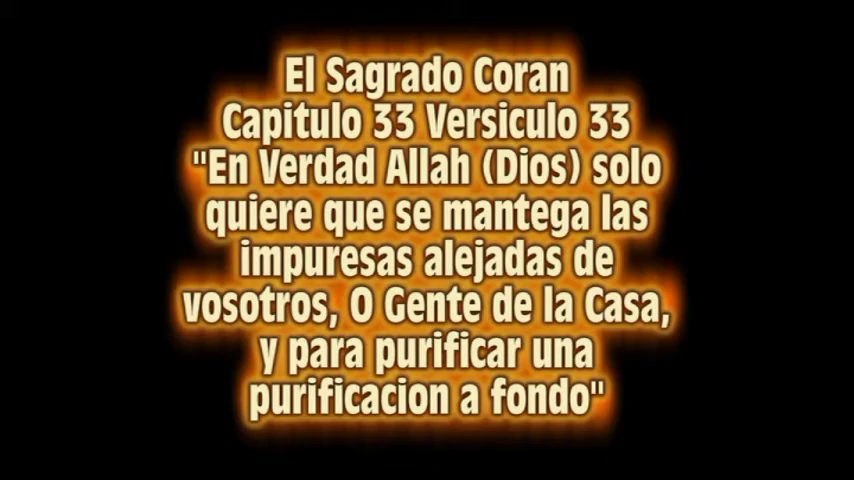 El Sagrado Coran
Capitulo 33 Versiculo 33
"En Verdad Allah (Dios) solo
quiere que se mantega las
impuresas alejadas de
vosotros, O Gente de la Casa,
y para purificar una
purificacion a fondo"